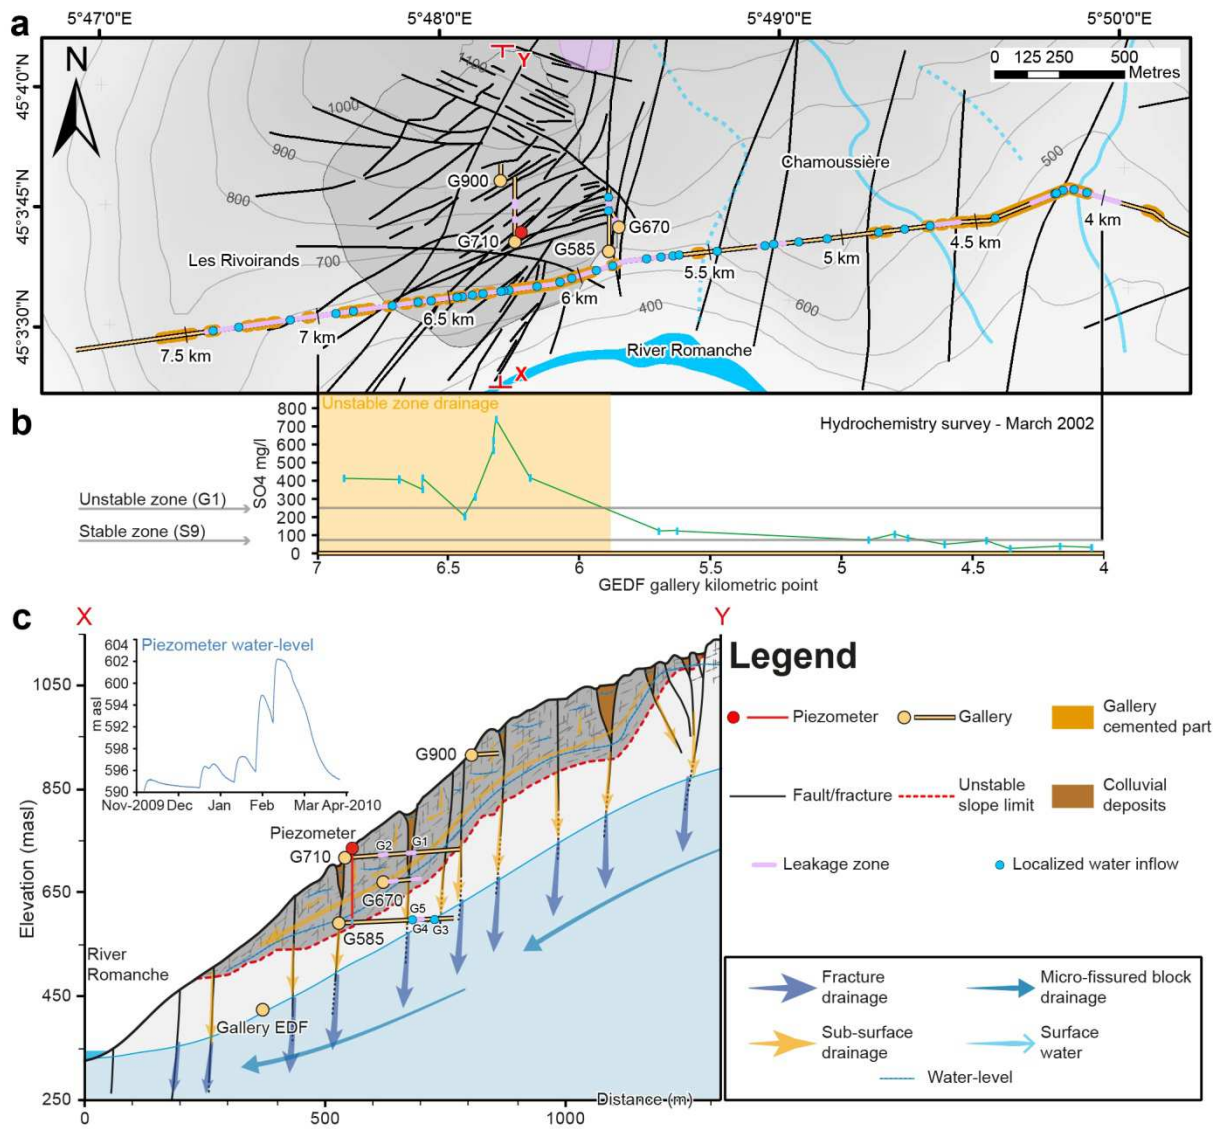 a
5°47'0"E
5°48'0"E
5°49'0"E
5°50'0"E
45°4'0"N
45°3'45"N
45°3'30"N
N
Y
0 125 250 500
Metres
1100
1000
900
800
700
600
500
400
Chamoussière
G900
G710
G670
G585
Les Rivoirands
4 km
4.5 km
5 km
5.5 km
6 km
6.5 km
7 km
7.5 km
River Romanche
X
b
Unstable zone drainage
Hydrochemistry survey - March 2002
SO4 mg/l
800
700
600
500
400
300
200
100
0
Unstable zone (G1)
Stable zone (S9)
7
6.5
6
5.5
5
4.5
4
GEDF gallery kilometric point
c
X
Y
Piezometer water-level
m asl
604
602
600
594
592
598
596
590
Nov-2009 Dec Jan Feb Mar Apr-2010
Elevation (masl)
1050
850
650
450
250
G900
Piezometer
G710
G2
G1
G670
G5
G4
G3
G585
River
Romanche
Gallery EDF
Distance (m)
0
500
1000
Legend
Piezometer
Gallery
Gallery
cemented part
Fault/fracture
Unstable
slope limit
Colluvial
deposits
Leakage zone
Localized water inflow
Fracture
drainage
Micro-fissured block
drainage
Sub-surface
drainage
Surface
water
Water-level